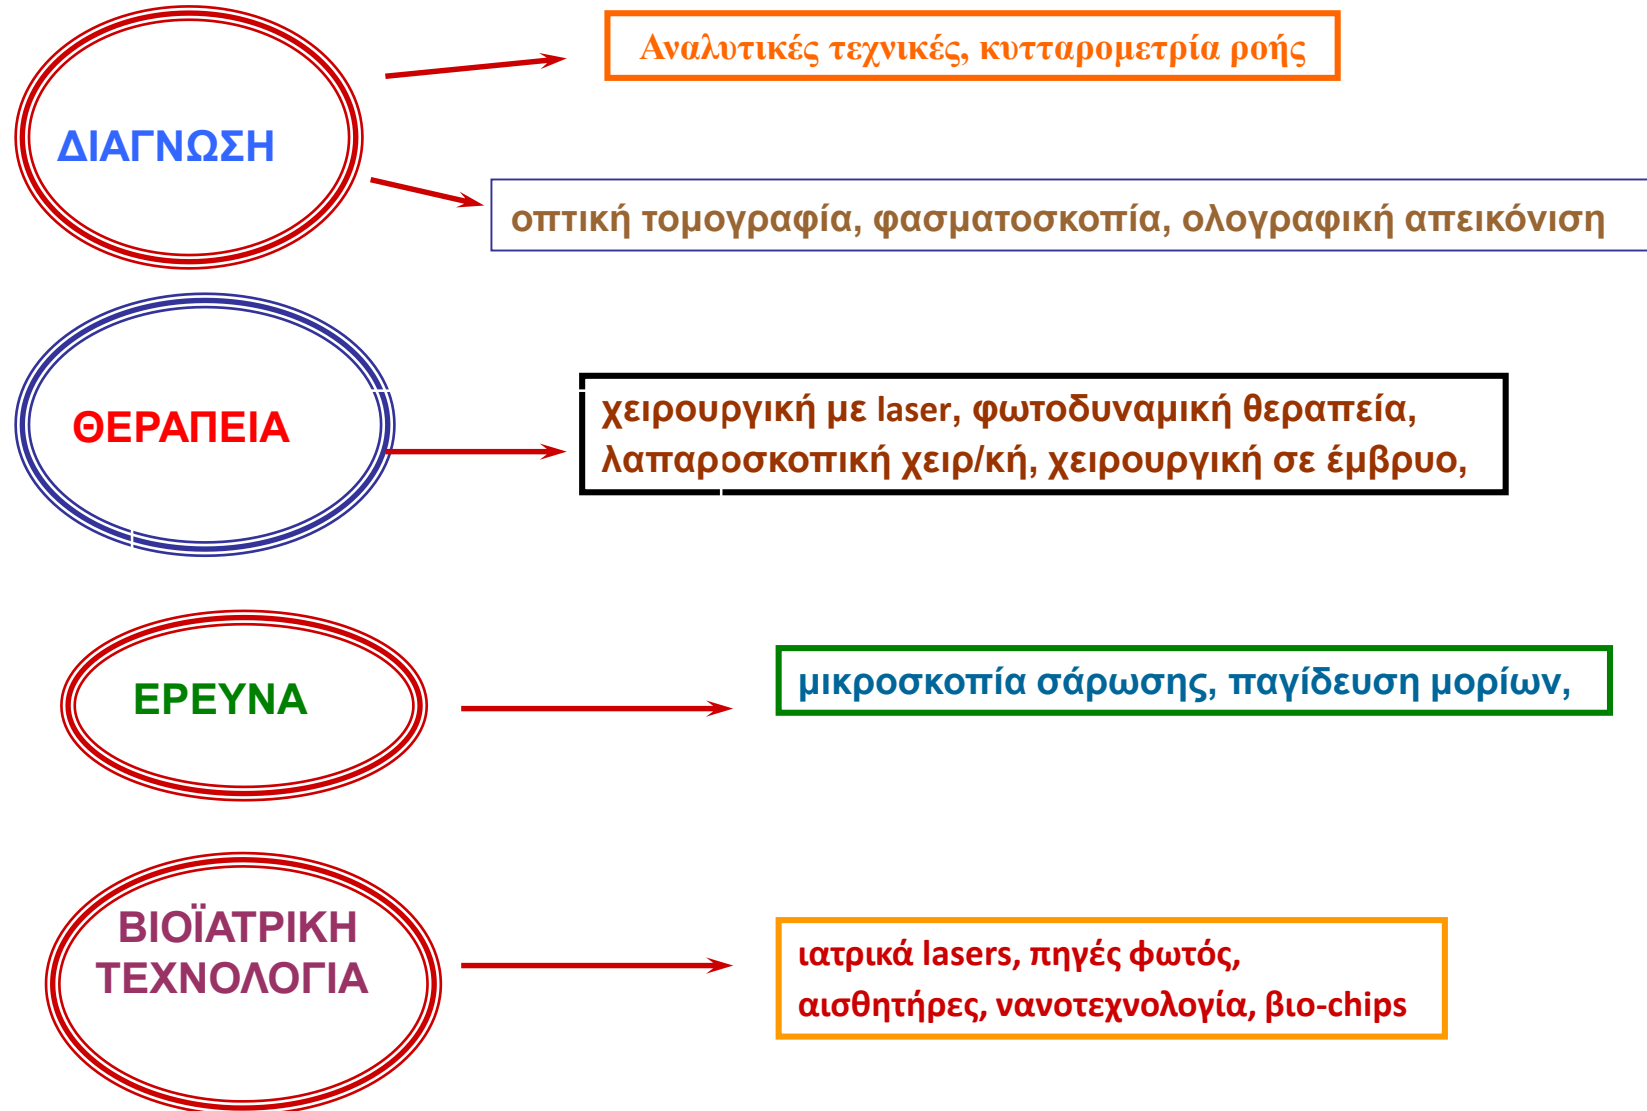 Αναλυτικές τεχνικές, κυτταρομετρία ροής
ΔΙΑΓΝΩΣΗ
οπτική τομογραφία, φασματοσκοπία, ολογραφική απεικόνιση
ΘΕΡΑΠΕΙΑ
χειρουργική με laser, φωτοδυναμική θεραπεία,
λαπαροσκοπική χειρ/κή, χειρουργική σε έμβρυο,
ΕΡΕΥΝΑ
μικροσκοπία σάρωσης, παγίδευση μορίων,
ΒΙΟΪΑΤΡΙΚΗ
ΤΕΧΝΟΛΟΓΙΑ
ιατρικά lasers, πηγές φωτός,
αισθητήρες, νανοτεχνολογία, βιο-chips